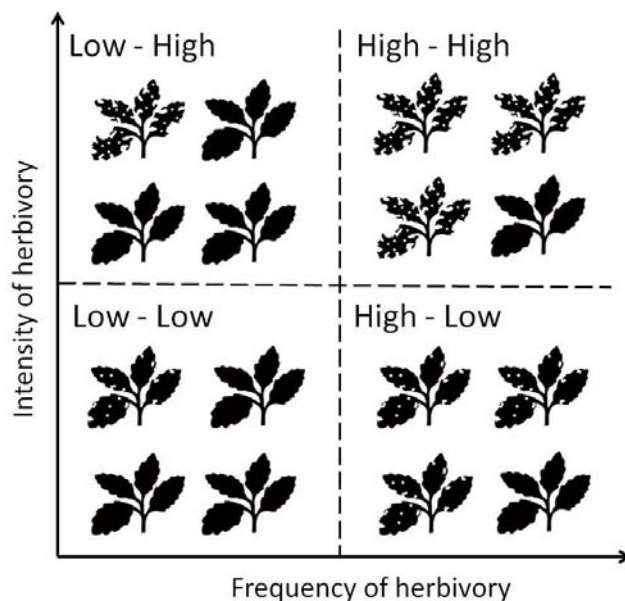 Low - High
High - High
Low - Low
High - Low
Intensity of herbivory
Frequency of herbivory